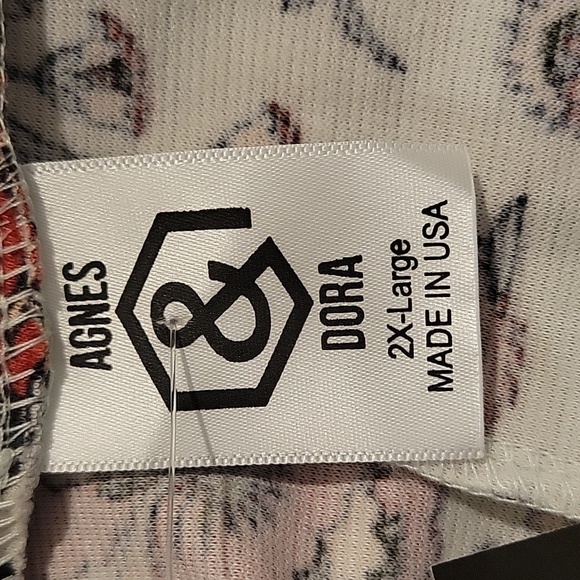 AGNES
&
DORA
2X-Large
MADE IN USA